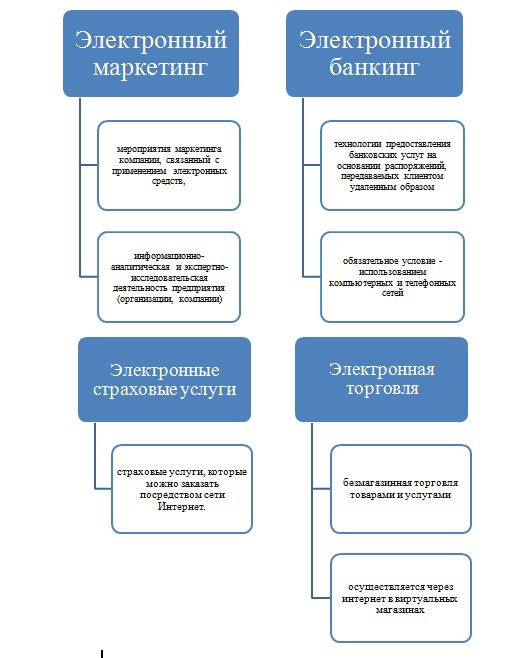 Электронный
маркетинг
мероприятия маркетинга
компании, связанный с
применением электронных
средств,
информационно-
аналитическая и экспертно-
исследовательская
деятельность предприятия
(организации, компании)
Электронный
банкинг
технологии предоставления
банковских услуг на
основании распоряжений,
передаваемых клиентом
удаленным образом
обязательное условие -
использованием
компьютерных и телефонных
сетей
Электронные
страховые услуги
страховые услуги, которые
можно заказать
посредством сети
Интернет.
Электронная
торговля
безмагазинная торговля
товарами и услугами
осуществляется через
интернет в виртуальных
магазинах